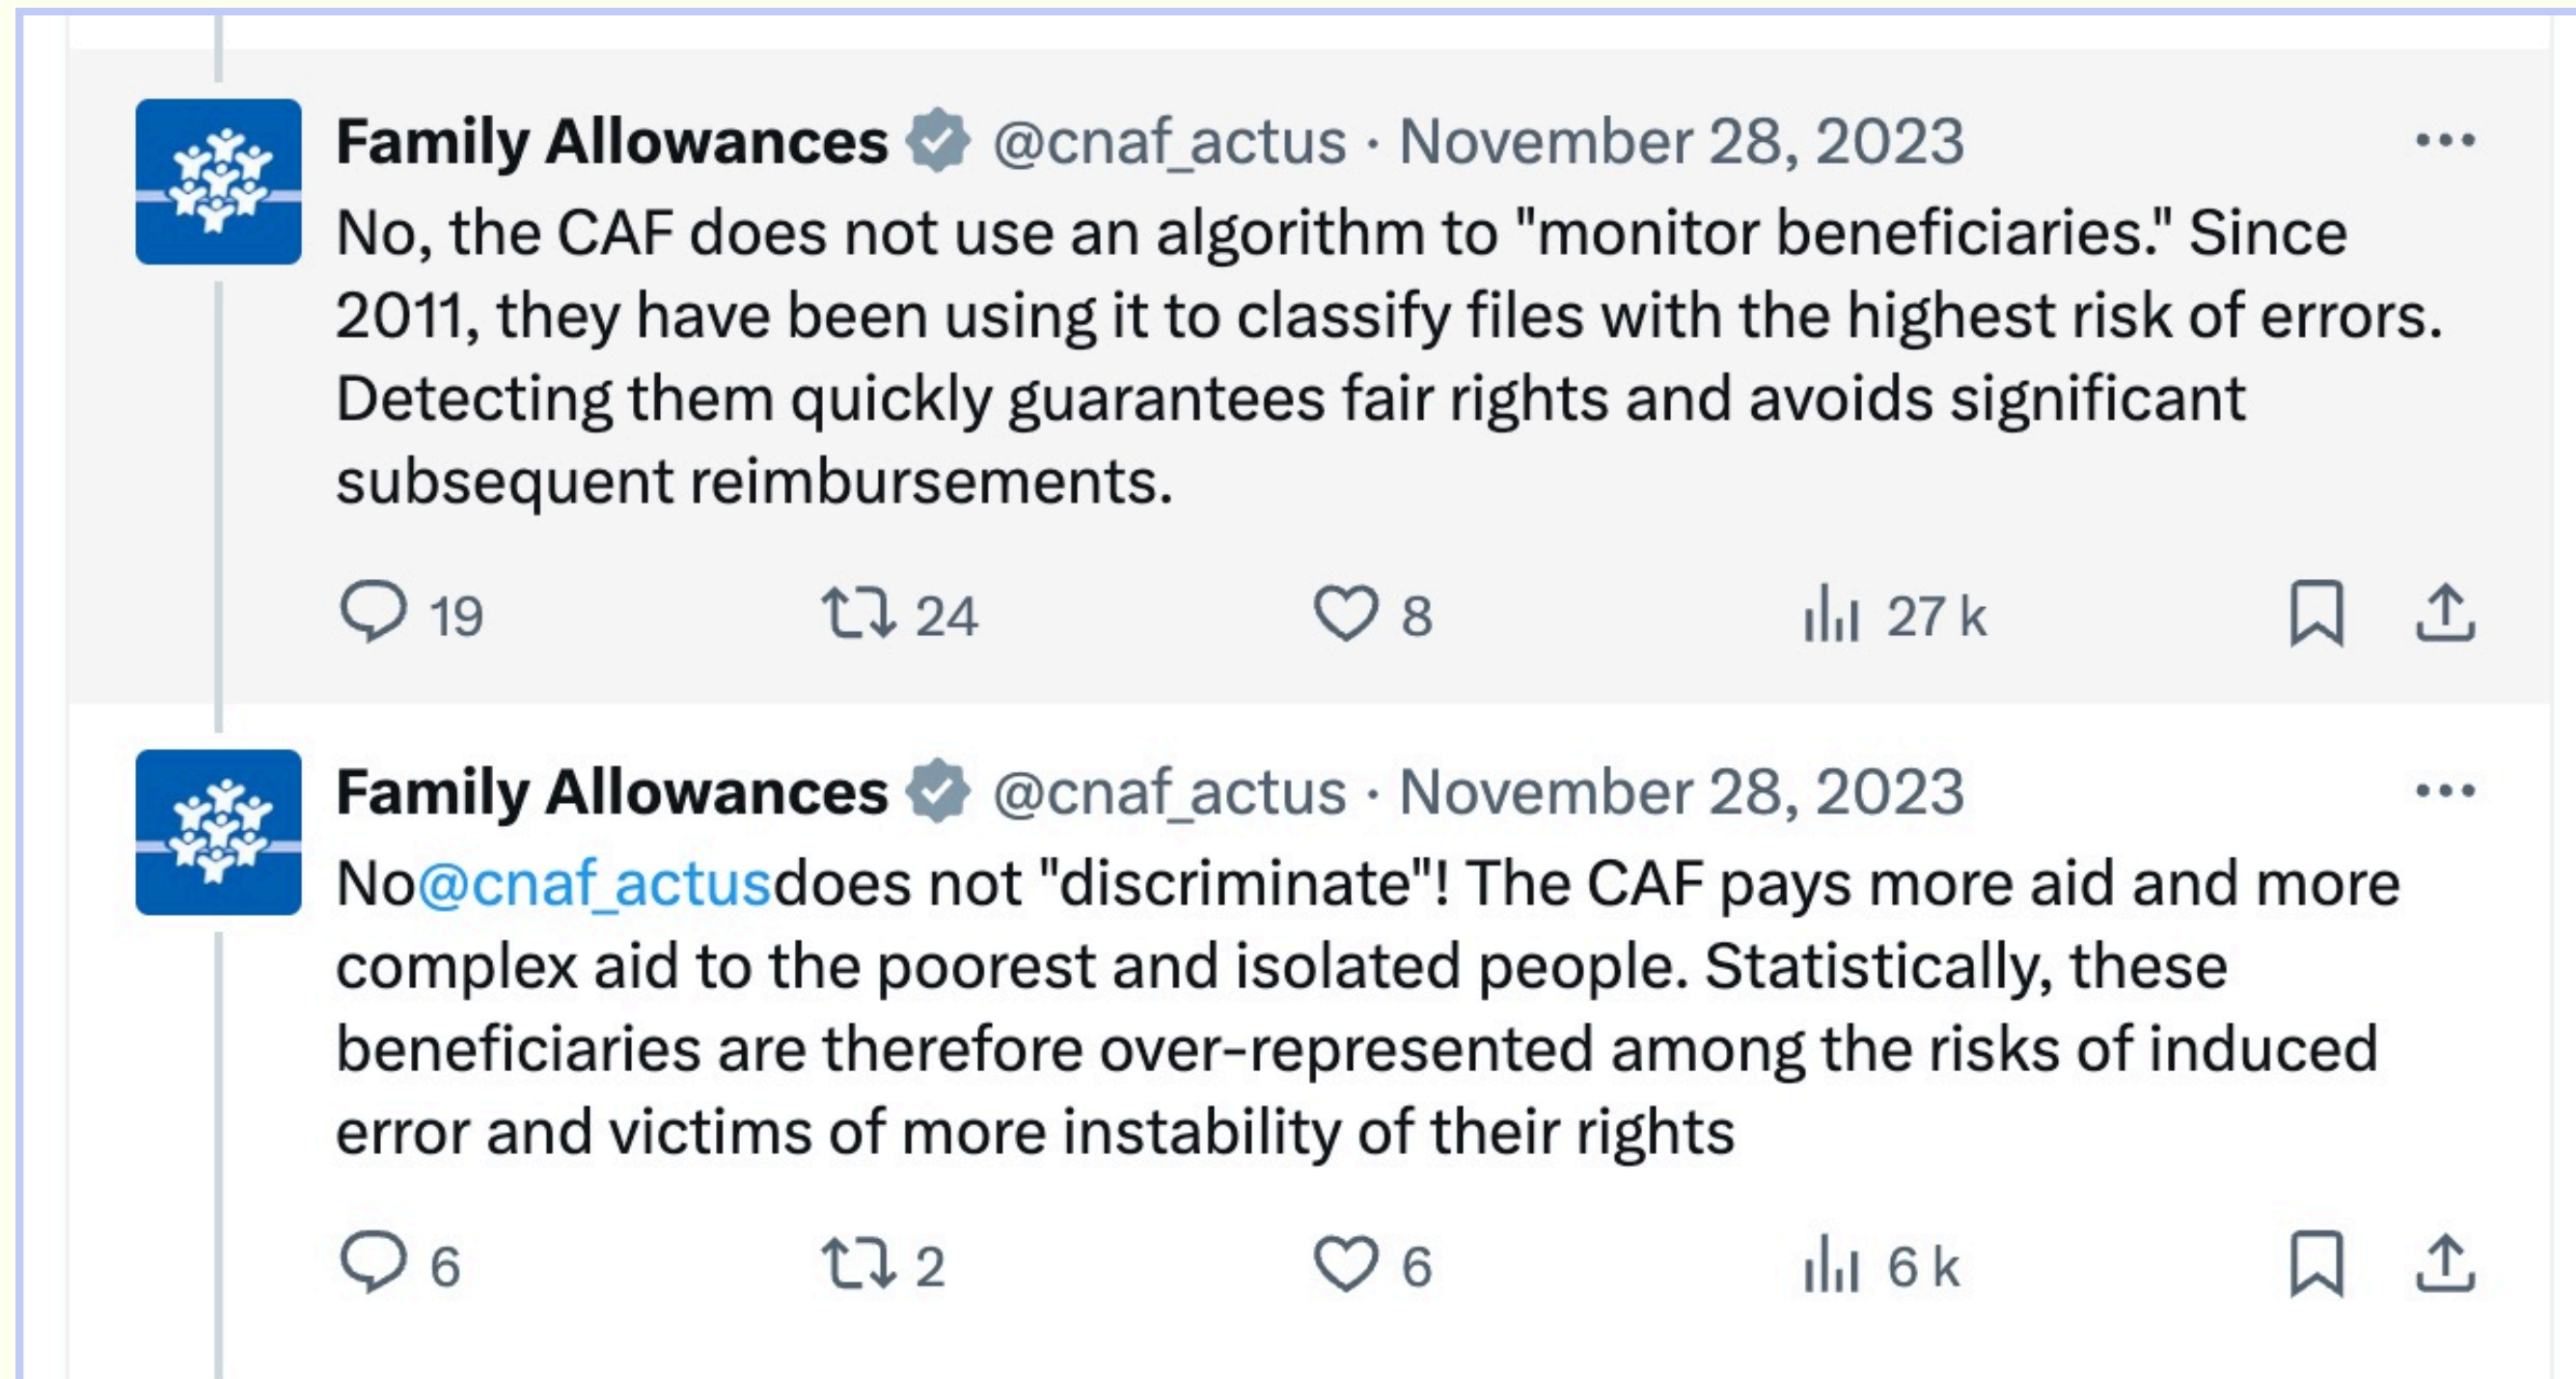 Family Allowances @cnaf_actus · November 28, 2023
No, the CAF does not use an algorithm to "monitor beneficiaries." Since
2011, they have been using it to classify files with the highest risk of errors.
Detecting them quickly guarantees fair rights and avoids significant
subsequent reimbursements.
19 24 8 27 k
Family Allowances @cnaf_actus · November 28, 2023
No@cnaf_actusdoes not "discriminate"! The CAF pays more aid and more
complex aid to the poorest and isolated people. Statistically, these
beneficiaries are therefore over-represented among the risks of induced
error and victims of more instability of their rights
6 2 6 6 k